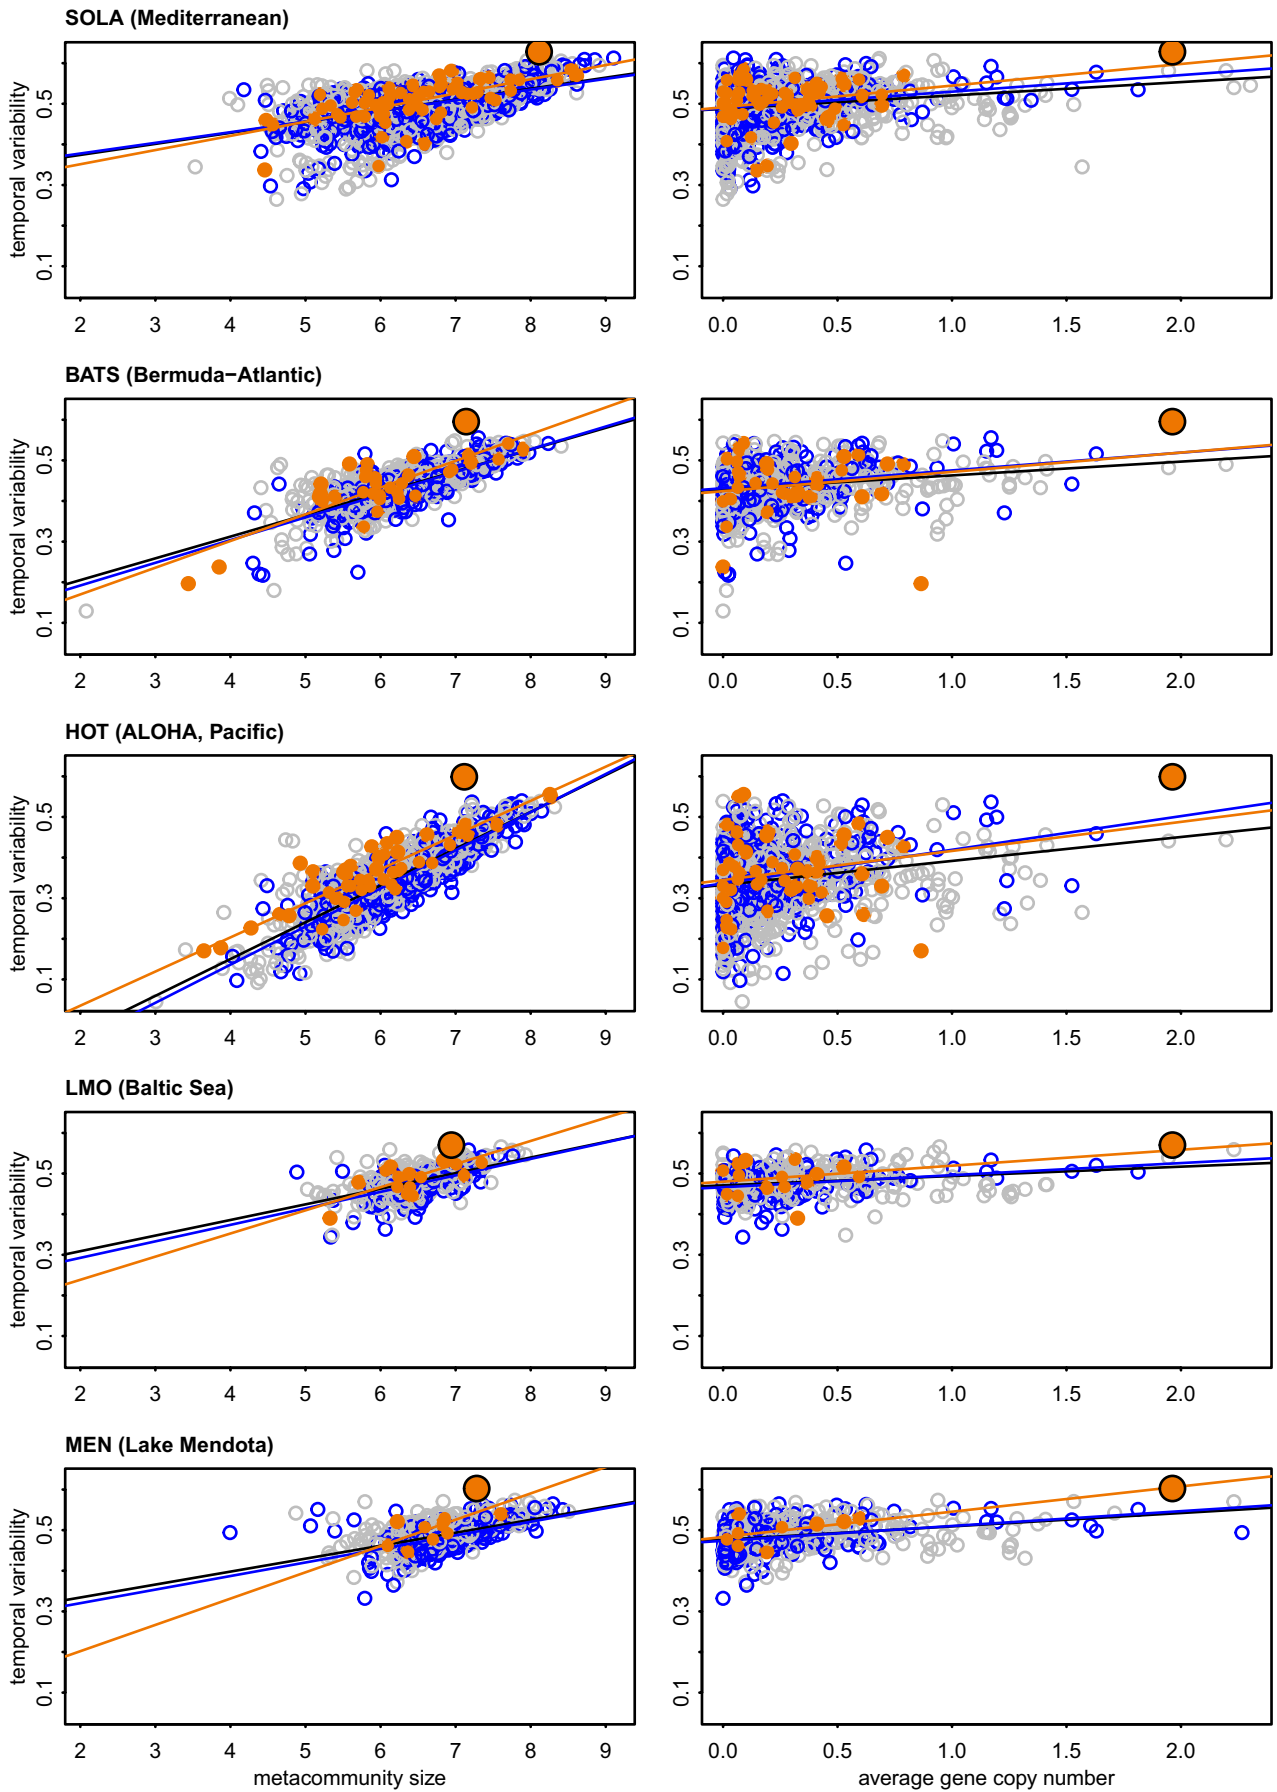 SOLA (Mediterranean)
temporal variability
0.1 0.3 0.5
2 3 4 5 6 7 8 9
0.1 0.3 0.5
0.0 0.5 1.0 1.5 2.0
BATS (Bermuda−Atlantic)
temporal variability
0.1 0.3 0.5
2 3 4 5 6 7 8 9
0.1 0.3 0.5
0.0 0.5 1.0 1.5 2.0
HOT (ALOHA, Pacific)
temporal variability
0.1 0.3 0.5
2 3 4 5 6 7 8 9
0.1 0.3 0.5
0.0 0.5 1.0 1.5 2.0
LMO (Baltic Sea)
temporal variability
0.1 0.3 0.5
2 3 4 5 6 7 8 9
0.1 0.3 0.5
0.0 0.5 1.0 1.5 2.0
MEN (Lake Mendota)
temporal variability
0.1 0.3 0.5
2 3 4 5 6 7 8 9
metacommunity size
0.1 0.3 0.5
0.0 0.5 1.0 1.5 2.0
average gene copy number